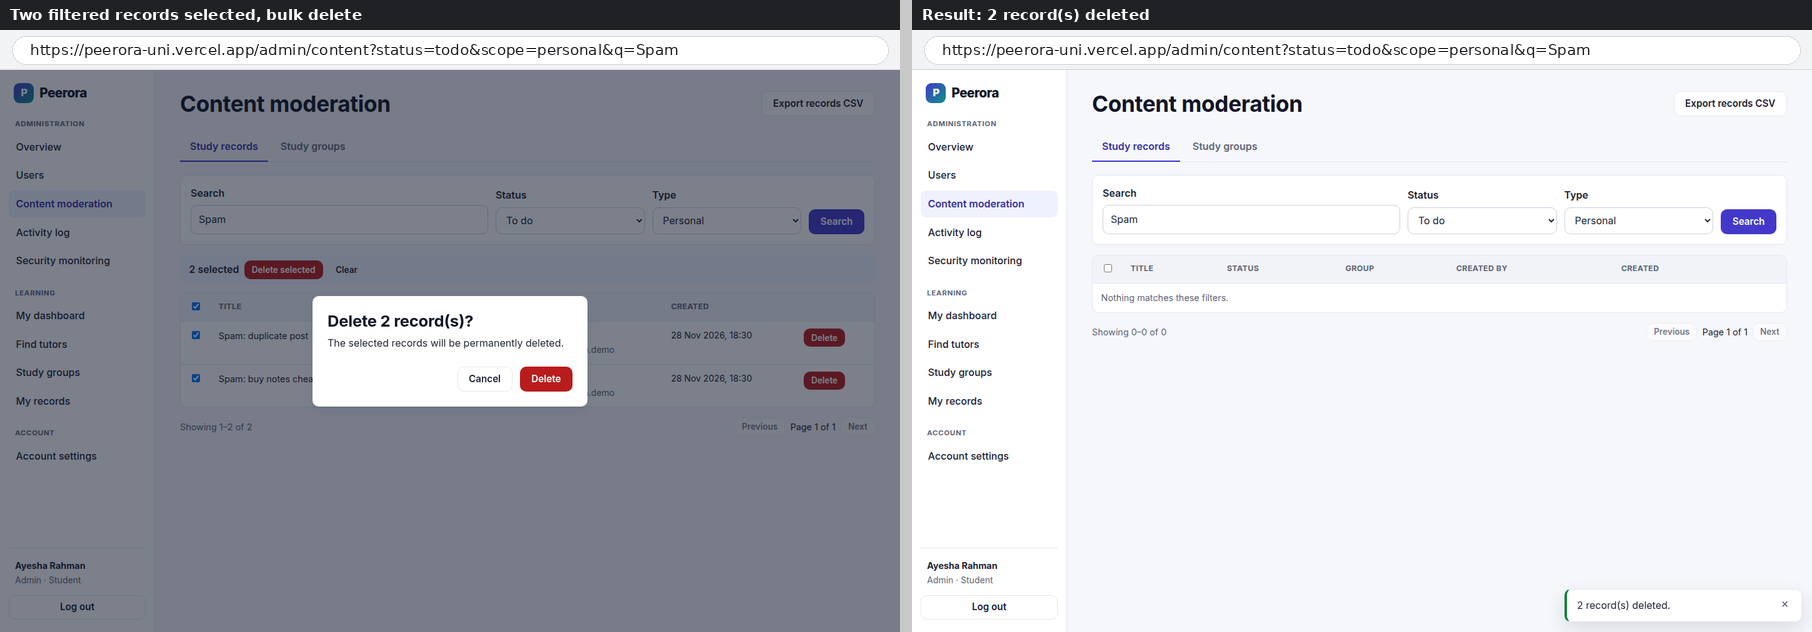 Two filtered records selected, bulk delete
https://peerora-uni.vercel.app/admin/content?status=todo&scope=personal&q=Spam
P Peerora
ADMINISTRATION
Overview
Users
Content moderation
Activity log
Security monitoring
LEARNING
My dashboard
Find tutors
Study groups
My records
ACCOUNT
Account settings
Ayesha Rahman
Admin · Student
Log out
Content moderation
Export records CSV
Study records Study groups
Search Status Type
Spam To do Personal Search
2 selected Delete selected Clear
TITLE CREATED
Spam: duplicate post 28 Nov 2026, 18:30 Delete
.demo
Spam: buy notes chea 28 Nov 2026, 18:30 Delete
.demo
Showing 1–2 of 2 Previous Page 1 of 1 Next
Delete 2 record(s)?
The selected records will be permanently deleted.
Cancel Delete
Result: 2 record(s) deleted
https://peerora-uni.vercel.app/admin/content?status=todo&scope=personal&q=Spam
P Peerora
ADMINISTRATION
Overview
Users
Content moderation
Activity log
Security monitoring
LEARNING
My dashboard
Find tutors
Study groups
My records
ACCOUNT
Account settings
Ayesha Rahman
Admin · Student
Log out
Content moderation
Export records CSV
Study records Study groups
Search Status Type
Spam To do Personal Search
TITLE STATUS GROUP CREATED BY CREATED
Nothing matches these filters.
Showing 0–0 of 0 Previous Page 1 of 1 Next
2 record(s) deleted. ×